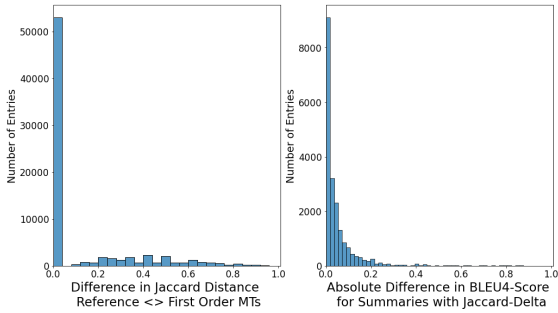 Number of Entries
50000
40000
30000
20000
10000
0
0.0 0.2 0.4 0.6 0.8 1.0
Difference in Jaccard Distance
Reference <> First Order MTs
Number of Entries
8000
6000
4000
2000
0
0.0 0.2 0.4 0.6 0.8 1.0
Absolute Difference in BLEU4-Score
for Summaries with Jaccard-Delta